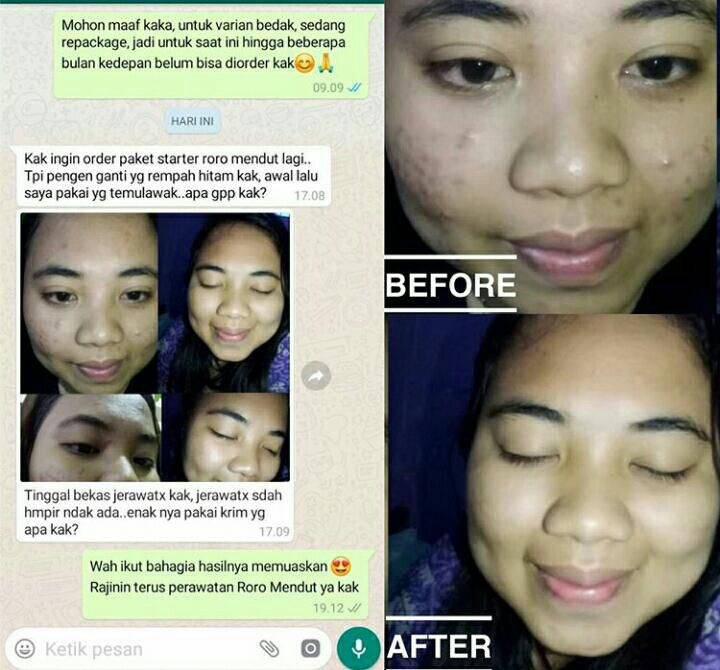 Mohon maaf kaka, untuk varian bedak, sedang
repackage, jadi untuk saat ini hingga beberapa
bulan kedepan belum bisa diorder kak😊🙏
09.09
HARI INI
Kak ingin order paket starter roro mendut lagi..
Tpi pengen ganti yg rempah hitam kak, awal lalu
saya pakai yg temulawak..apa gpp kak?
17.08
Tinggal bekas jerawatx kak, jerawatx sdah
hmpir ndak ada..enak nya pakai krim yg
apa kak?
17.09
Wah ikut bahagia hasilnya memuaskan 😍
Rajinin terus perawatan Roro Mendut ya kak
19.12
Ketik pesan
BEFORE
AFTER